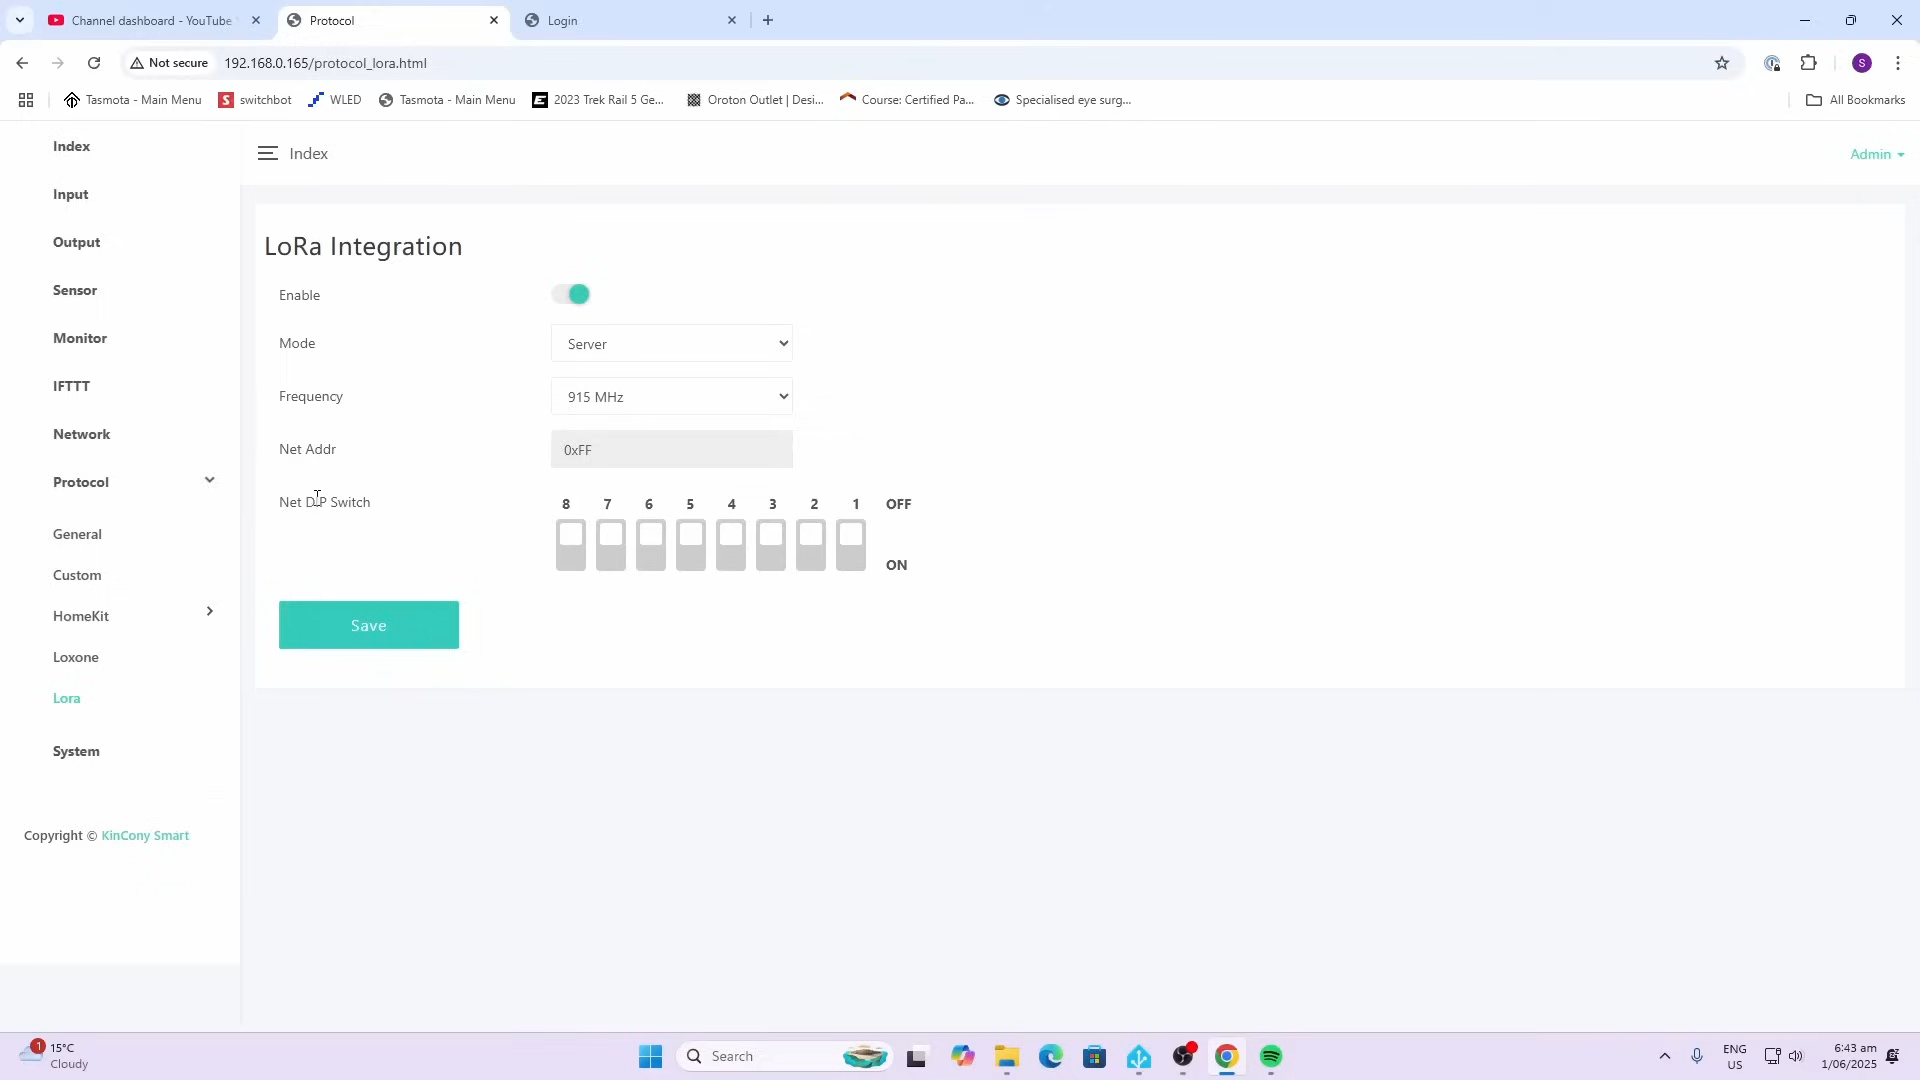 Channel dashboard - YouTube
Protocol
Login
Not secure
192.168.0.165/protocol_lora.html
S
Tasmota - Main Menu
S switchbot
WLED
Tasmota - Main Menu
2023 Trek Rail 5 Ge...
Oroton Outlet | Desi...
Course: Certified Pa...
Specialised eye surg...
All Bookmarks
Index
Input
Output
Sensor
Monitor
IFTTT
Network
Protocol
General
Custom
HomeKit
Loxone
Lora
System
Copyright © KinCony Smart
Index
Admin
LoRa Integration
Enable
Mode
Server
Frequency
915 MHz
Net Addr
0xFF
Net DIP Switch
8 7 6 5 4 3 2 1 OFF
ON
Save
1
15°C
Cloudy
Search
ENG
US
6:43 am
1/06/2025